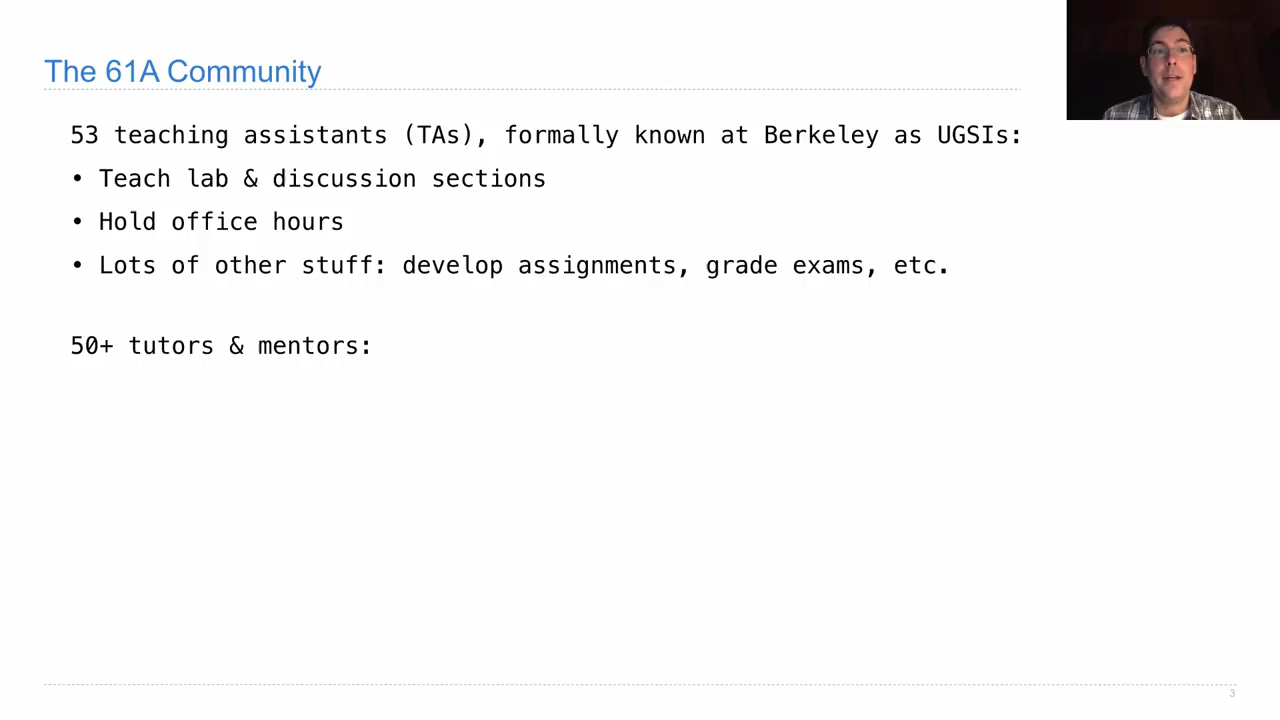 The 61A Community
53 teaching assistants (TAs), formally known at Berkeley as UGSIs:
• Teach lab & discussion sections
• Hold office hours
• Lots of other stuff: develop assignments, grade exams, etc.
50+ tutors & mentors:
3